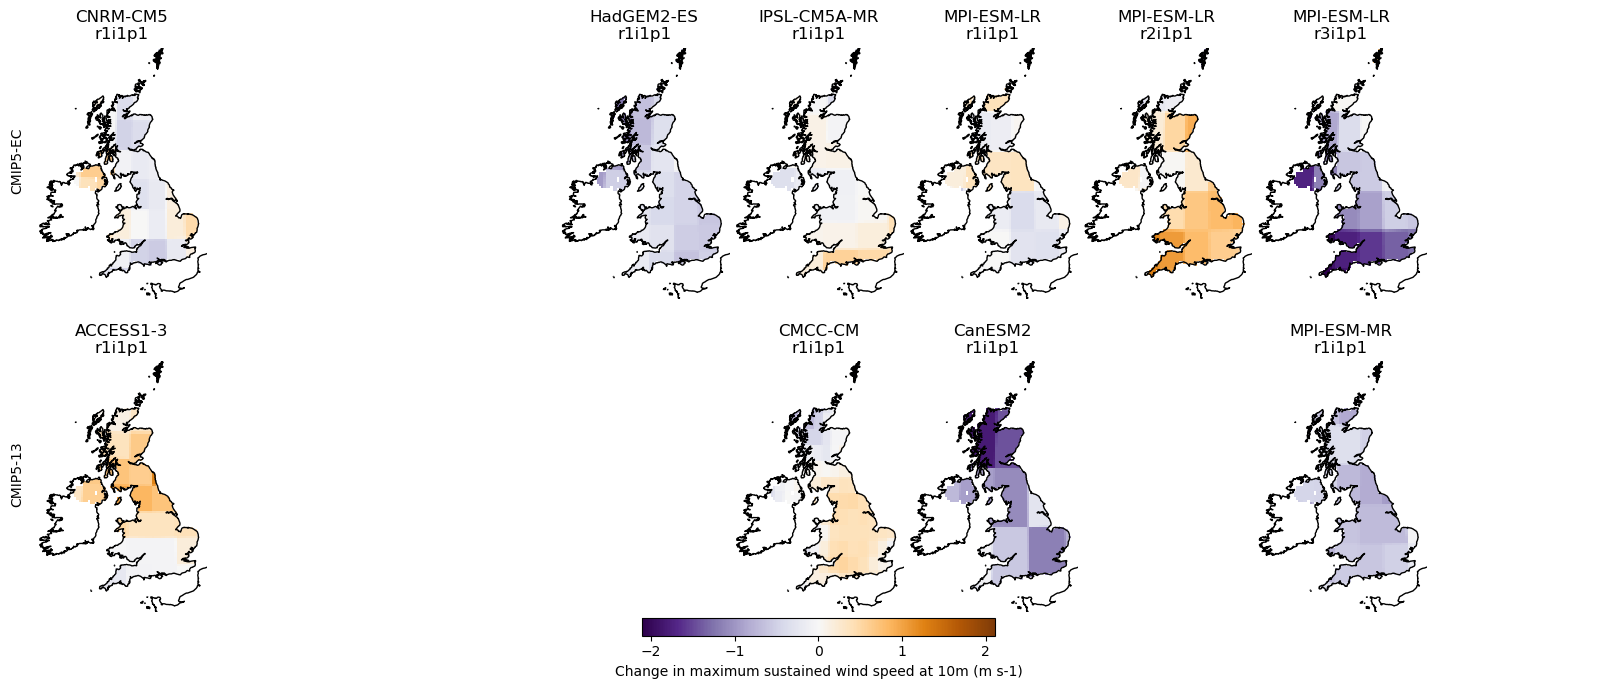 CNRM-CM5
r1i1p1
HadGEM2-ES
r1i1p1
IPSL-CM5A-MR
r1i1p1
MPI-ESM-LR
r1i1p1
MPI-ESM-LR
r2i1p1
MPI-ESM-LR
r3i1p1
CMIP5-EC
ACCESS1-3
r1i1p1
CMCC-CM
r1i1p1
CanESM2
r1i1p1
MPI-ESM-MR
r1i1p1
CMIP5-13
−2 −1 0 1 2
Change in maximum sustained wind speed at 10m (m s-1)